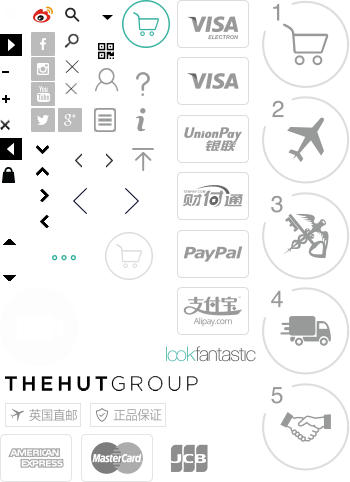 1
VISA
ELECTRON
f
VISA
You
Tube
g+
?
2
UnionPay
银联
i
3
财付通
PayPal
4
支付宝
Alipay.com
lookfantastic
THEHUTGROUP
英国直邮
正品保证
5
AMERICAN
EXPRESS
MasterCard
JCB